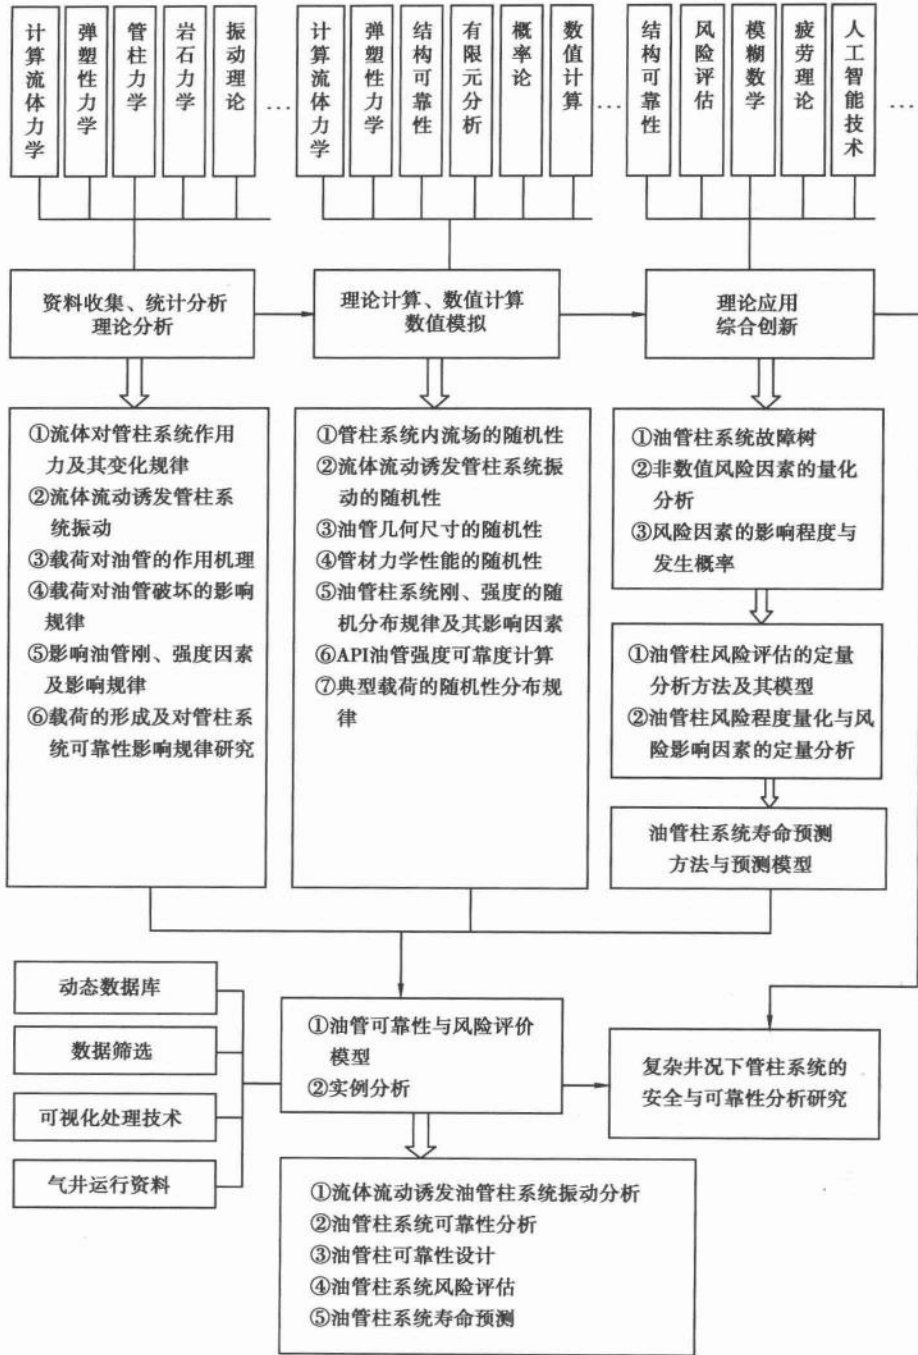 计算流体力学
弹塑性力学
管柱力学
岩石力学
振动理论
…
计算流体力学
弹塑性力学
结构可靠性
有限元分析
概率论
数值计算
…
结构可靠性
风险评估
模糊数学
疲劳理论
人工智能技术
…
资料收集、统计分析
理论分析
理论计算、数值计算
数值模拟
理论应用
综合创新
①流体对管柱系统作用
力及其变化规律
②流体流动诱发管柱系
统振动
③载荷对油管的作用机理
④载荷对油管破坏的影响
规律
⑤影响油管刚、强度因素
及影响规律
⑥载荷的形成及对管柱系
统可靠性影响规律研究
①管柱系统内流场的随机性
②流体流动诱发管柱系统振
动的随机性
③油管几何尺寸的随机性
④管材力学性能的随机性
⑤油管柱系统刚、强度的随
机分布规律及其影响因素
⑥API油管强度可靠度计算
⑦典型载荷的随机性分布规
律
①油管柱系统故障树
②非数值风险因素的量化
分析
③风险因素的影响程度与
发生概率
①油管柱风险评估的定量
分析方法及其模型
②油管柱风险程度量化与风
险影响因素的定量分析
油管柱系统寿命预测
方法与预测模型
动态数据库
数据筛选
可视化处理技术
气井运行资料
①油管可靠性与风险评价
模型
②实例分析
复杂井况下管柱系统的
安全与可靠性分析研究
①流体流动诱发油管柱系统振动分析
②油管柱系统可靠性分析
③油管柱可靠性设计
④油管柱系统风险评估
⑤油管柱系统寿命预测